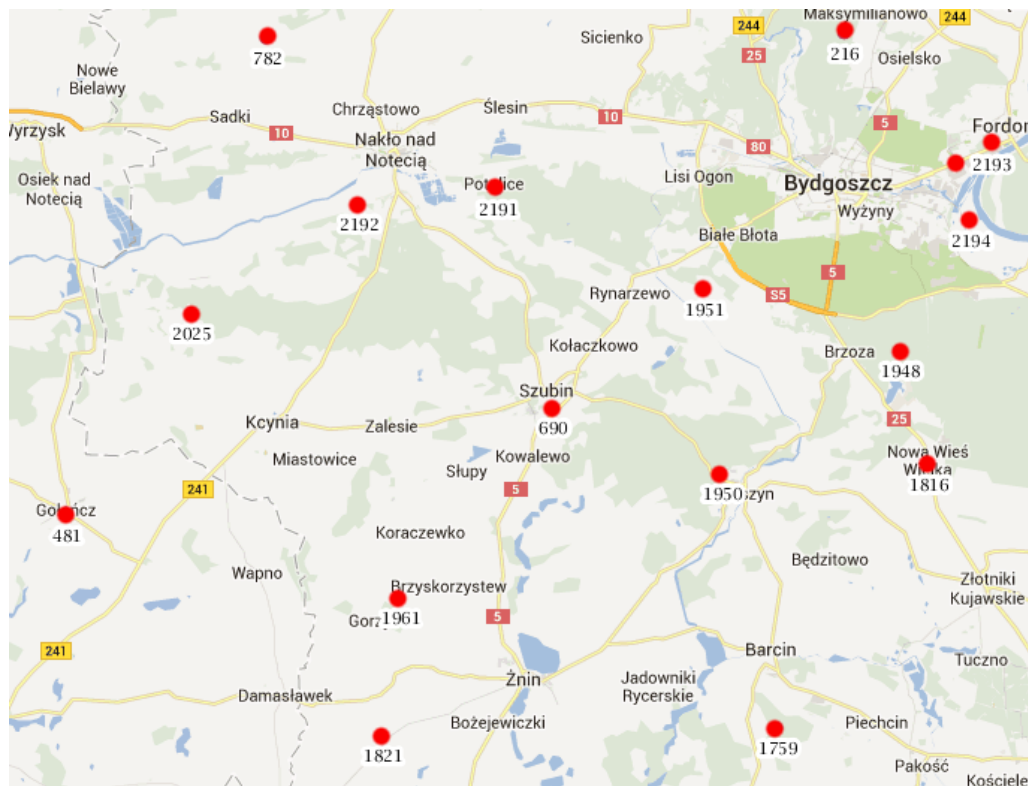 Maksymilianowo
244
244
Sicienko
25
782
216
Osielsko
Nowe
Bielawy
Chrząstowo
Ślesin
Sadki
10
10
5
Wyrzysk
Fordon
Nakło nad
Notecią
80
2193
Osiek nad
Notecią
Lisi Ogon
Bydgoszcz
2191
2192
Wyżyny
Białe Błota
2194
5
Rynarzewo
S5
1951
2025
Kołaczkowo
Brzoza
1948
Szubin
Kcynia
Zalesie
690
25
Miastowice
Słupy
Kowalewo
Nowa Wieś
1816
241
5
1950
szyn
481
Koraczewko
Będzitowo
Wapno
Brzyskorzystew
Złotniki
Kujawskie
1961
5
241
Barcin
Tuczno
Żnin
Jadowniki
Rycerskie
Damasławek
Bożejewiczki
Piechcin
1821
1759
Pakość
Kościele